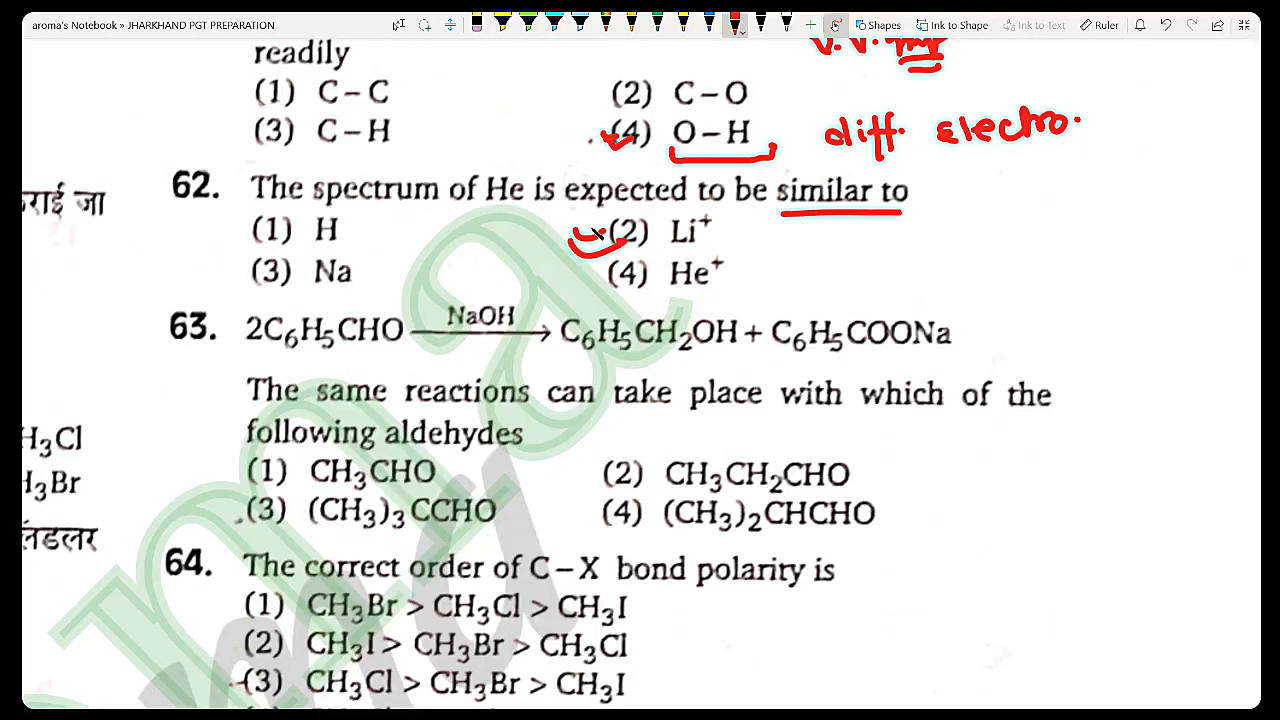 aroma's Notebook » JHARKHAND PGT PREPARATION
Shapes Ink to Shape Ink to Text Ruler
readily
(1) C – C (2) C – O
(3) C – H (4) O – H diff. electro.
62. The spectrum of He is expected to be similar to
राई जा
(1) H (2) Li⁺
(3) Na (4) He⁺
63. 2C₆H₅CHO NaOH → C₆H₅CH₂OH + C₆H₅COONa
The same reactions can take place with which of the
H₃Cl
following aldehydes
(1) CH₃CHO (2) CH₃CH₂CHO
H₃Br
(3) (CH₃)₃CCHO (4) (CH₃)₂CHCHO
लॅंडलर
64. The correct order of C – X bond polarity is
(1) CH₃Br > CH₃Cl > CH₃I
(2) CH₃I > CH₃Br > CH₃Cl
(3) CH₃Cl > CH₃Br > CH₃I